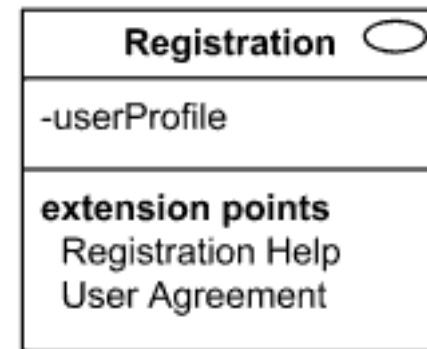 Registration
-userProfile
extension points
Registration Help
User Agreement